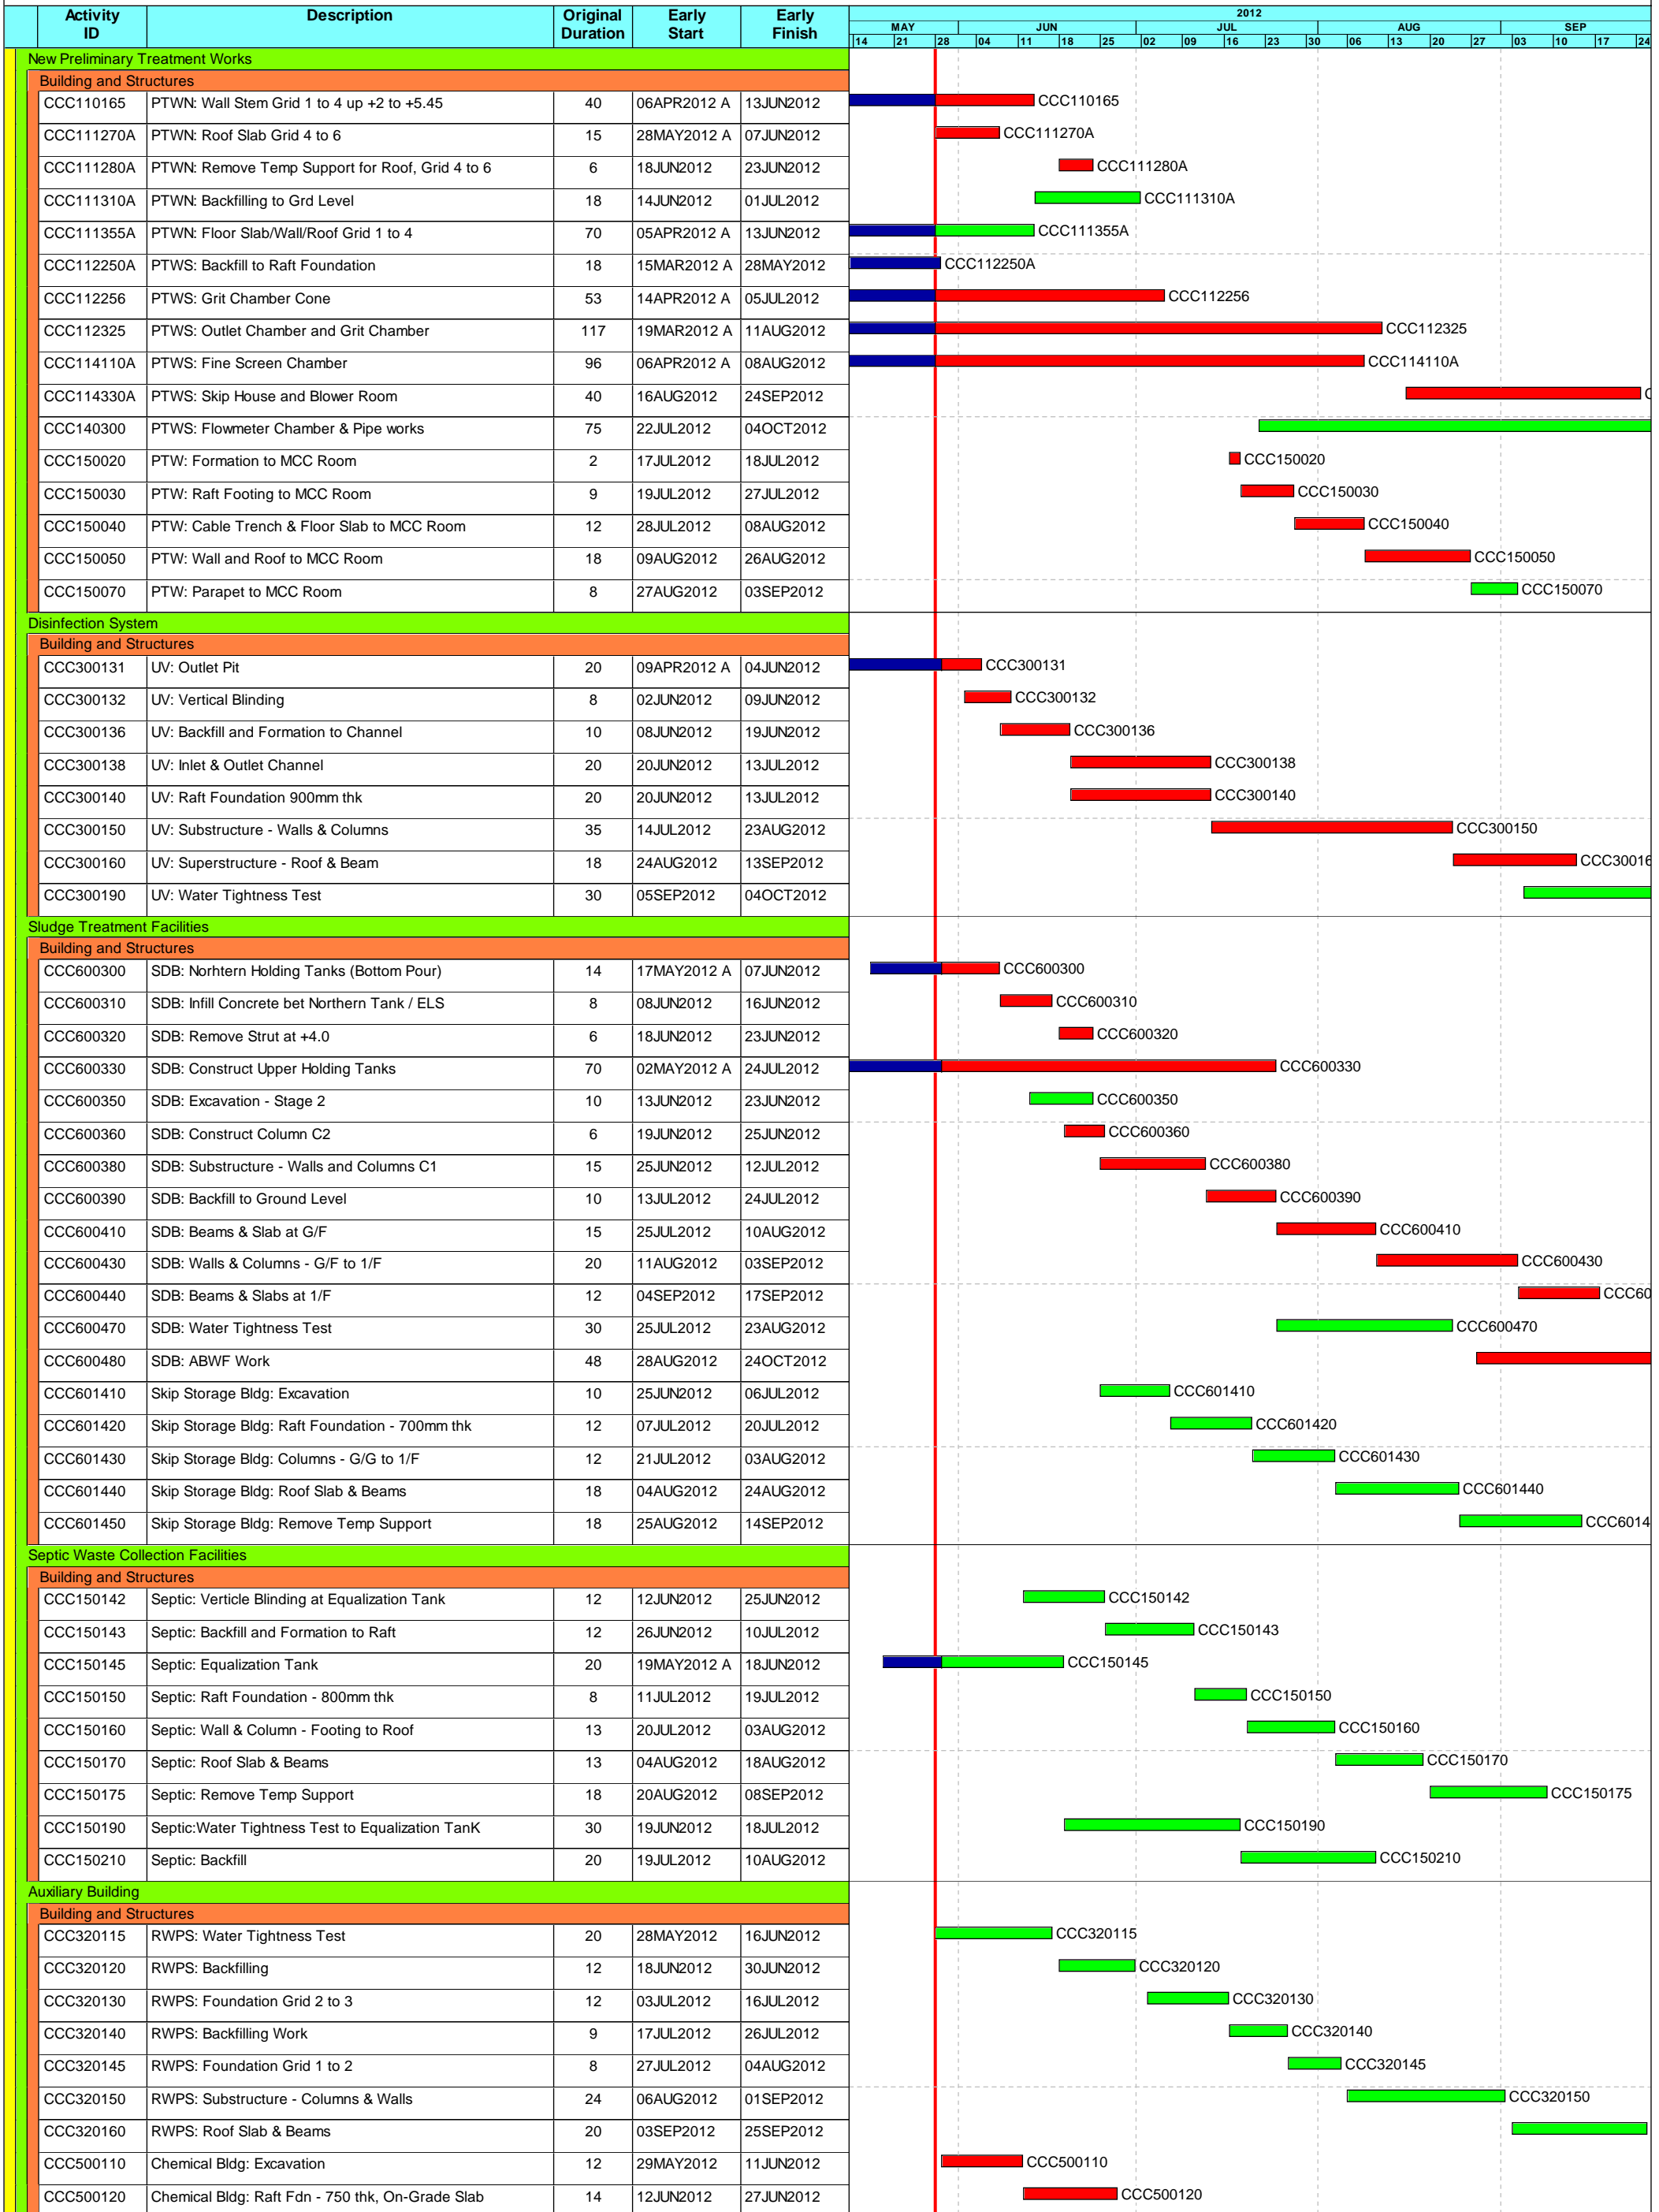 Activity ID Description Original Duration Early Start Early Finish 2012
MAY JUN JUL AUG SEP
14 21 28 04 11 18 25 02 09 16 23 30 06 13 20 27 03 10 17 24
New Preliminary Treatment Works
Building and Structures
CCC110165 PTWN: Wall Stem Grid 1 to 4 up +2 to +5.45 40 06APR2012 A 13JUN2012 CCC110165
CCC111270A PTWN: Roof Slab Grid 4 to 6 15 28MAY2012 A 07JUN2012 CCC111270A
CCC111280A PTWN: Remove Temp Support for Roof, Grid 4 to 6 6 18JUN2012 23JUN2012 CCC111280A
CCC111310A PTWN: Backfilling to Grd Level 18 14JUN2012 01JUL2012 CCC111310A
CCC111355A PTWN: Floor Slab/Wall/Roof Grid 1 to 4 70 05APR2012 A 13JUN2012 CCC111355A
CCC112250A PTWS: Backfill to Raft Foundation 18 15MAR2012 A 28MAY2012 CCC112250A
CCC112256 PTWS: Grit Chamber Cone 53 14APR2012 A 05JUL2012 CCC112256
CCC112325 PTWS: Outlet Chamber and Grit Chamber 117 19MAR2012 A 11AUG2012 CCC112325
CCC114110A PTWS: Fine Screen Chamber 96 06APR2012 A 08AUG2012 CCC114110A
CCC114330A PTWS: Skip House and Blower Room 40 16AUG2012 24SEP2012 C
CCC140300 PTWS: Flowmeter Chamber & Pipe works 75 22JUL2012 04OCT2012
CCC150020 PTW: Formation to MCC Room 2 17JUL2012 18JUL2012 CCC150020
CCC150030 PTW: Raft Footing to MCC Room 9 19JUL2012 27JUL2012 CCC150030
CCC150040 PTW: Cable Trench & Floor Slab to MCC Room 12 28JUL2012 08AUG2012 CCC150040
CCC150050 PTW: Wall and Roof to MCC Room 18 09AUG2012 26AUG2012 CCC150050
CCC150070 PTW: Parapet to MCC Room 8 27AUG2012 03SEP2012 CCC150070
Disinfection System
Building and Structures
CCC300131 UV: Outlet Pit 20 09APR2012 A 04JUN2012 CCC300131
CCC300132 UV: Vertical Blinding 8 02JUN2012 09JUN2012 CCC300132
CCC300136 UV: Backfill and Formation to Channel 10 08JUN2012 19JUN2012 CCC300136
CCC300138 UV: Inlet & Outlet Channel 20 20JUN2012 13JUL2012 CCC300138
CCC300140 UV: Raft Foundation 900mm thk 20 20JUN2012 13JUL2012 CCC300140
CCC300150 UV: Substructure - Walls & Columns 35 14JUL2012 23AUG2012 CCC300150
CCC300160 UV: Superstructure - Roof & Beam 18 24AUG2012 13SEP2012 CCC30016
CCC300190 UV: Water Tightness Test 30 05SEP2012 04OCT2012
Sludge Treatment Facilities
Building and Structures
CCC600300 SDB: Norhtern Holding Tanks (Bottom Pour) 14 17MAY2012 A 07JUN2012 CCC600300
CCC600310 SDB: Infill Concrete bet Northern Tank / ELS 8 08JUN2012 16JUN2012 CCC600310
CCC600320 SDB: Remove Strut at +4.0 6 18JUN2012 23JUN2012 CCC600320
CCC600330 SDB: Construct Upper Holding Tanks 70 02MAY2012 A 24JUL2012 CCC600330
CCC600350 SDB: Excavation - Stage 2 10 13JUN2012 23JUN2012 CCC600350
CCC600360 SDB: Construct Column C2 6 19JUN2012 25JUN2012 CCC600360
CCC600380 SDB: Substructure - Walls and Columns C1 15 25JUN2012 12JUL2012 CCC600380
CCC600390 SDB: Backfill to Ground Level 10 13JUL2012 24JUL2012 CCC600390
CCC600410 SDB: Beams & Slab at G/F 15 25JUL2012 10AUG2012 CCC600410
CCC600430 SDB: Walls & Columns - G/F to 1/F 20 11AUG2012 03SEP2012 CCC600430
CCC600440 SDB: Beams & Slabs at 1/F 12 04SEP2012 17SEP2012 CCC60
CCC600470 SDB: Water Tightness Test 30 25JUL2012 23AUG2012 CCC600470
CCC600480 SDB: ABWF Work 48 28AUG2012 24OCT2012
CCC601410 Skip Storage Bldg: Excavation 10 25JUN2012 06JUL2012 CCC601410
CCC601420 Skip Storage Bldg: Raft Foundation - 700mm thk 12 07JUL2012 20JUL2012 CCC601420
CCC601430 Skip Storage Bldg: Columns - G/G to 1/F 12 21JUL2012 03AUG2012 CCC601430
CCC601440 Skip Storage Bldg: Roof Slab & Beams 18 04AUG2012 24AUG2012 CCC601440
CCC601450 Skip Storage Bldg: Remove Temp Support 18 25AUG2012 14SEP2012 CCC6014
Septic Waste Collection Facilities
Building and Structures
CCC150142 Septic: Verticle Blinding at Equalization Tank 12 12JUN2012 25JUN2012 CCC150142
CCC150143 Septic: Backfill and Formation to Raft 12 26JUN2012 10JUL2012 CCC150143
CCC150145 Septic: Equalization Tank 20 19MAY2012 A 18JUN2012 CCC150145
CCC150150 Septic: Raft Foundation - 800mm thk 8 11JUL2012 19JUL2012 CCC150150
CCC150160 Septic: Wall & Column - Footing to Roof 13 20JUL2012 03AUG2012 CCC150160
CCC150170 Septic: Roof Slab & Beams 13 04AUG2012 18AUG2012 CCC150170
CCC150175 Septic: Remove Temp Support 18 20AUG2012 08SEP2012 CCC150175
CCC150190 Septic:Water Tightness Test to Equalization TanK 30 19JUN2012 18JUL2012 CCC150190
CCC150210 Septic: Backfill 20 19JUL2012 10AUG2012 CCC150210
Auxiliary Building
Building and Structures
CCC320115 RWPS: Water Tightness Test 20 28MAY2012 16JUN2012 CCC320115
CCC320120 RWPS: Backfilling 12 18JUN2012 30JUN2012 CCC320120
CCC320130 RWPS: Foundation Grid 2 to 3 12 03JUL2012 16JUL2012 CCC320130
CCC320140 RWPS: Backfilling Work 9 17JUL2012 26JUL2012 CCC320140
CCC320145 RWPS: Foundation Grid 1 to 2 8 27JUL2012 04AUG2012 CCC320145
CCC320150 RWPS: Substructure - Columns & Walls 24 06AUG2012 01SEP2012 CCC320150
CCC320160 RWPS: Roof Slab & Beams 20 03SEP2012 25SEP2012
CCC500110 Chemical Bldg: Excavation 12 29MAY2012 11JUN2012 CCC500110
CCC500120 Chemical Bldg: Raft Fdn - 750 thk, On-Grade Slab 14 12JUN2012 27JUN2012 CCC500120